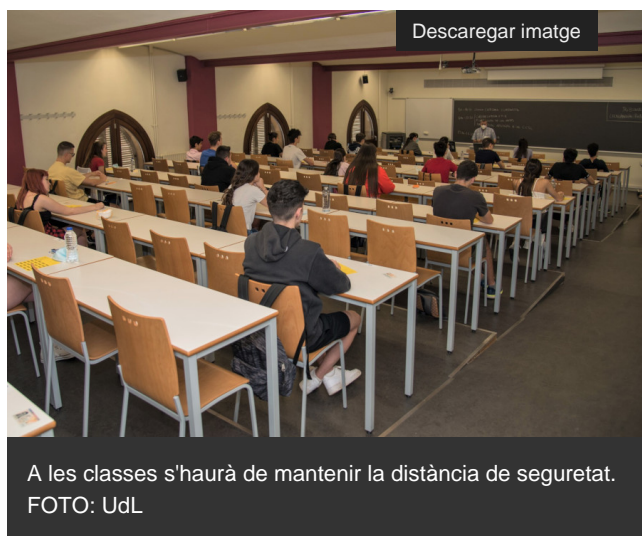 Descaregar imatge
A les classes s'haurà de mantenir la distància de seguretat.
FOTO: UdL